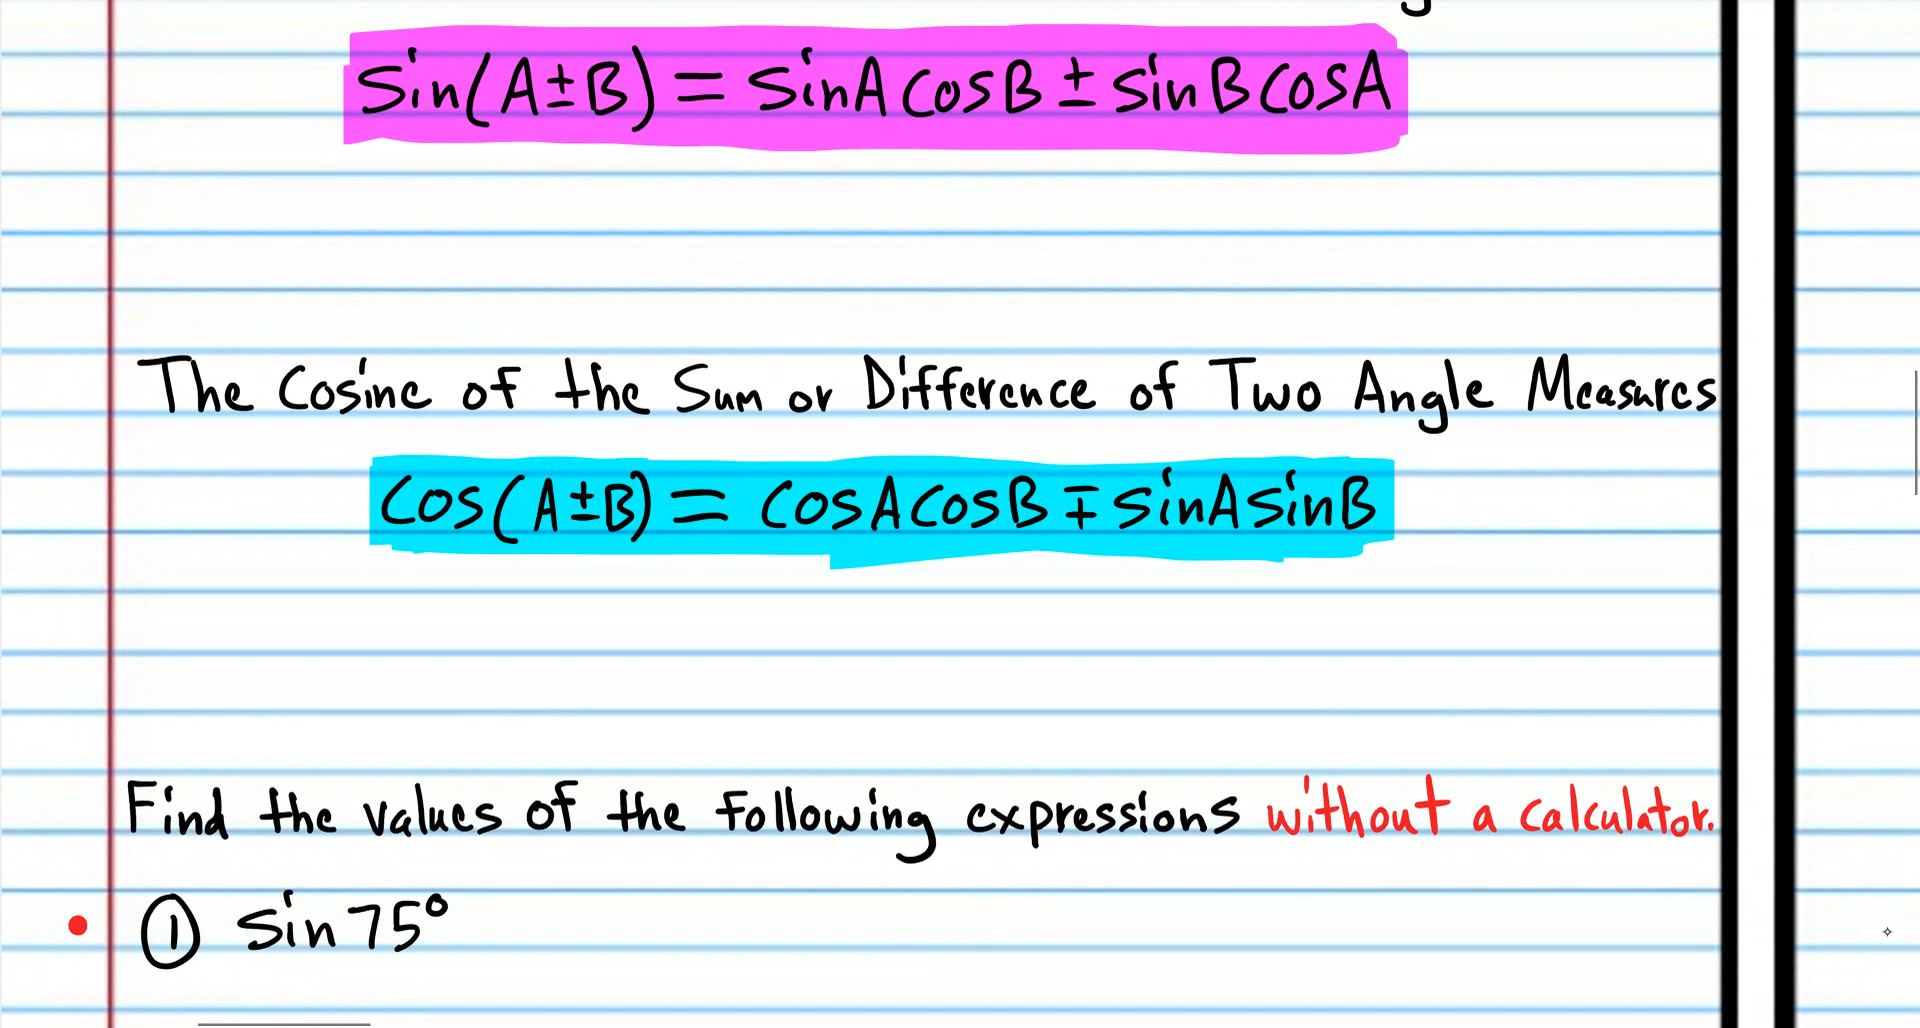 Sin(A±B) = SinA CosB ± SinB CosA
The Cosine of the Sum or Difference of Two Angle Measures
Cos(A±B) = CosA CosB ∓ SinA SinB
Find the values of the following expressions without a calculator.
① Sin 75°